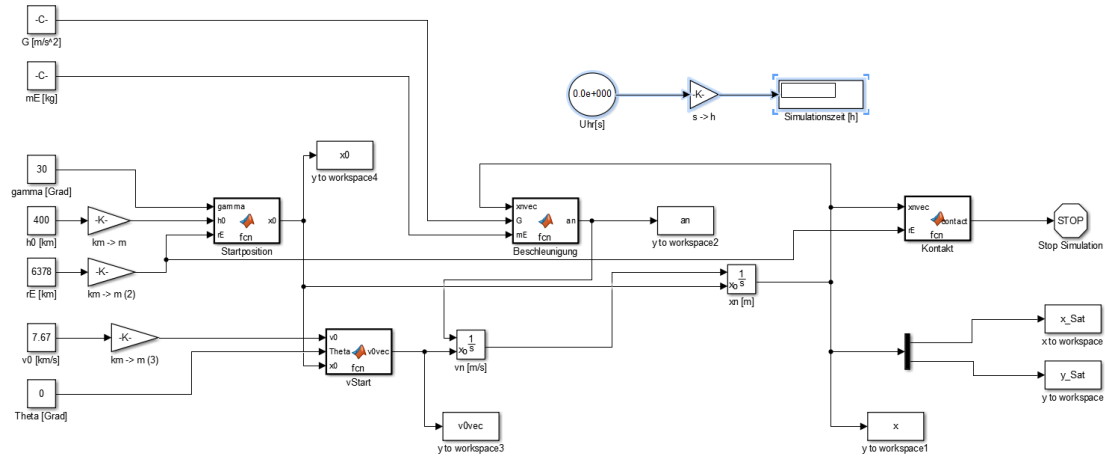 -C-
G [m/s^2]
-C-
mE [kg]
0.0e+000
Uhr[s]
-K-
s -> h
Simulationszeit [h]
30
gamma [Grad]
400
h0 [km]
-K-
km -> m
6378
rE [km]
-K-
km -> m (2)
gamma
h0
rE
x0
fcn
Startposition
x0
y to workspace4
xnvec
G
mE
an
fcn
Beschleunigung
an
y to workspace2
xnvec
rE
contact
fcn
Kontakt
STOP
Stop Simulation
7.67
v0 [km/s]
-K-
km -> m (3)
0
Theta [Grad]
v0
Theta
x0
v0vec
fcn
vStart
xo
1
s
vn [m/s]
xo
1
s
xn [m]
v0vec
y to workspace3
x_Sat
x to workspace
y_Sat
y to workspace
x
y to workspace1